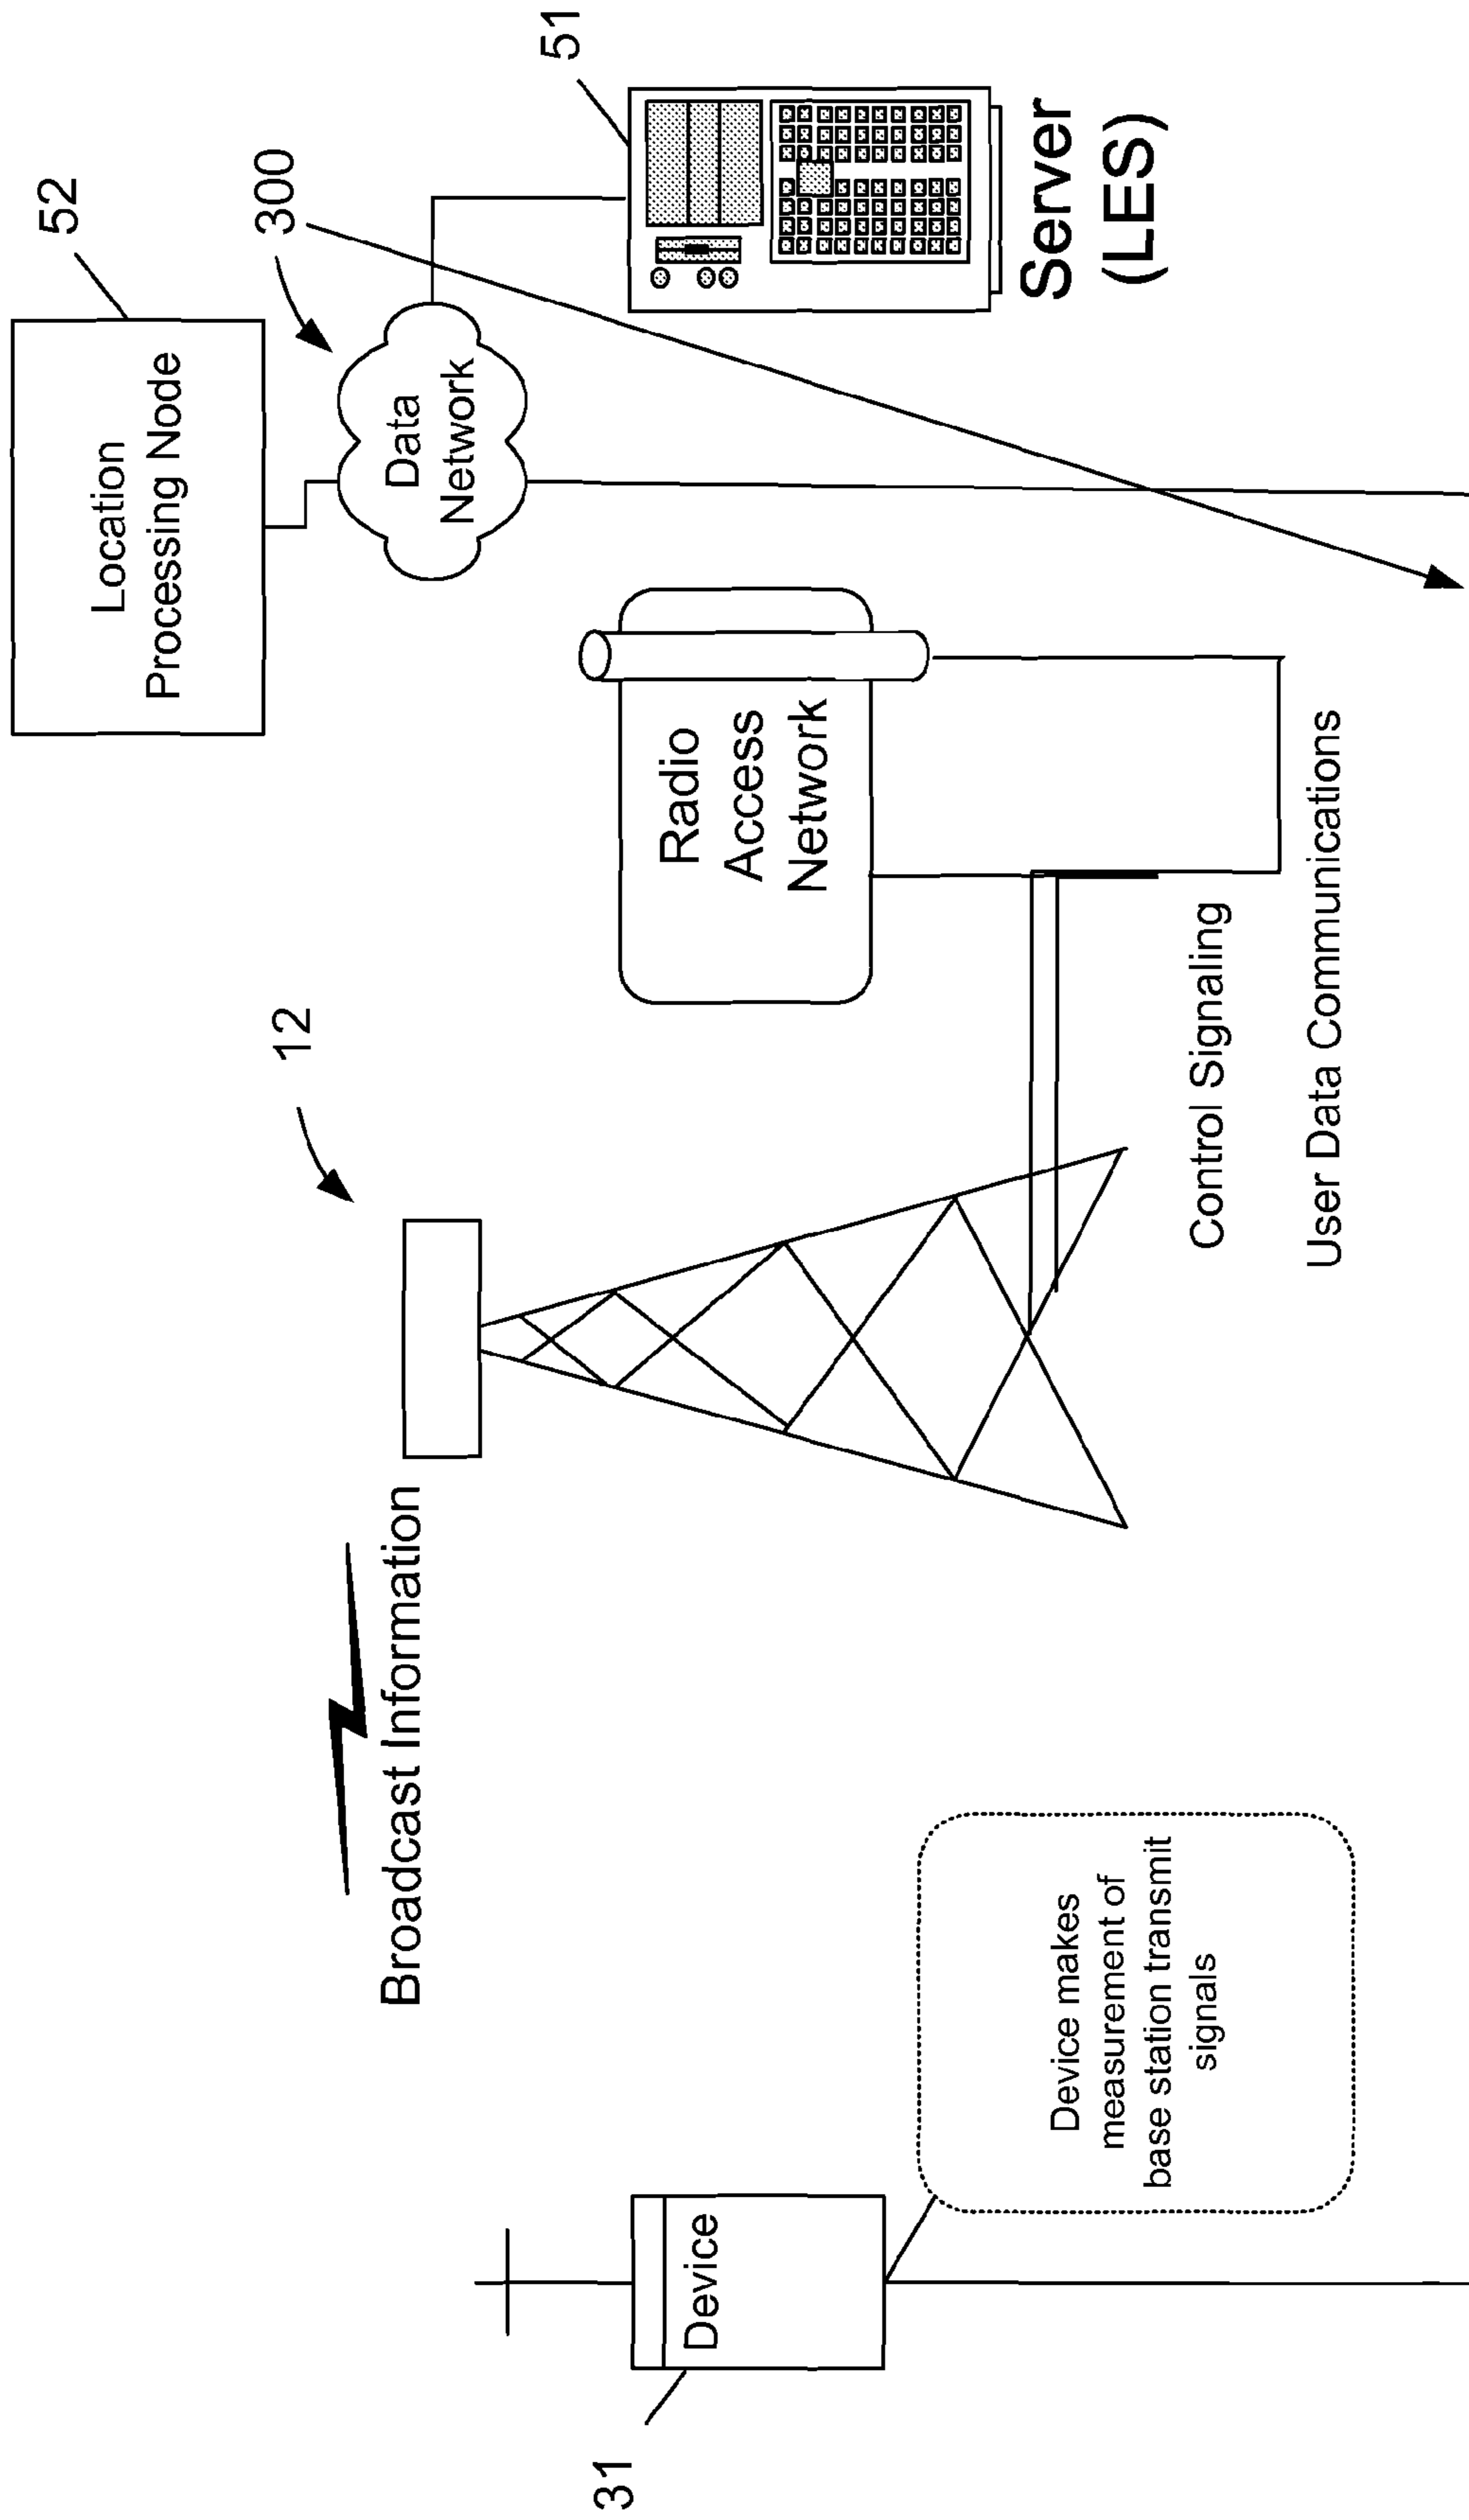 31
Device
Device makes
measurement of
base station transmit
signals
Broadcast Information
12
Control Signaling
User Data Communications
Radio
Access
Network
Location
Processing Node
52
300
Data
Network
51
Server
(LES)